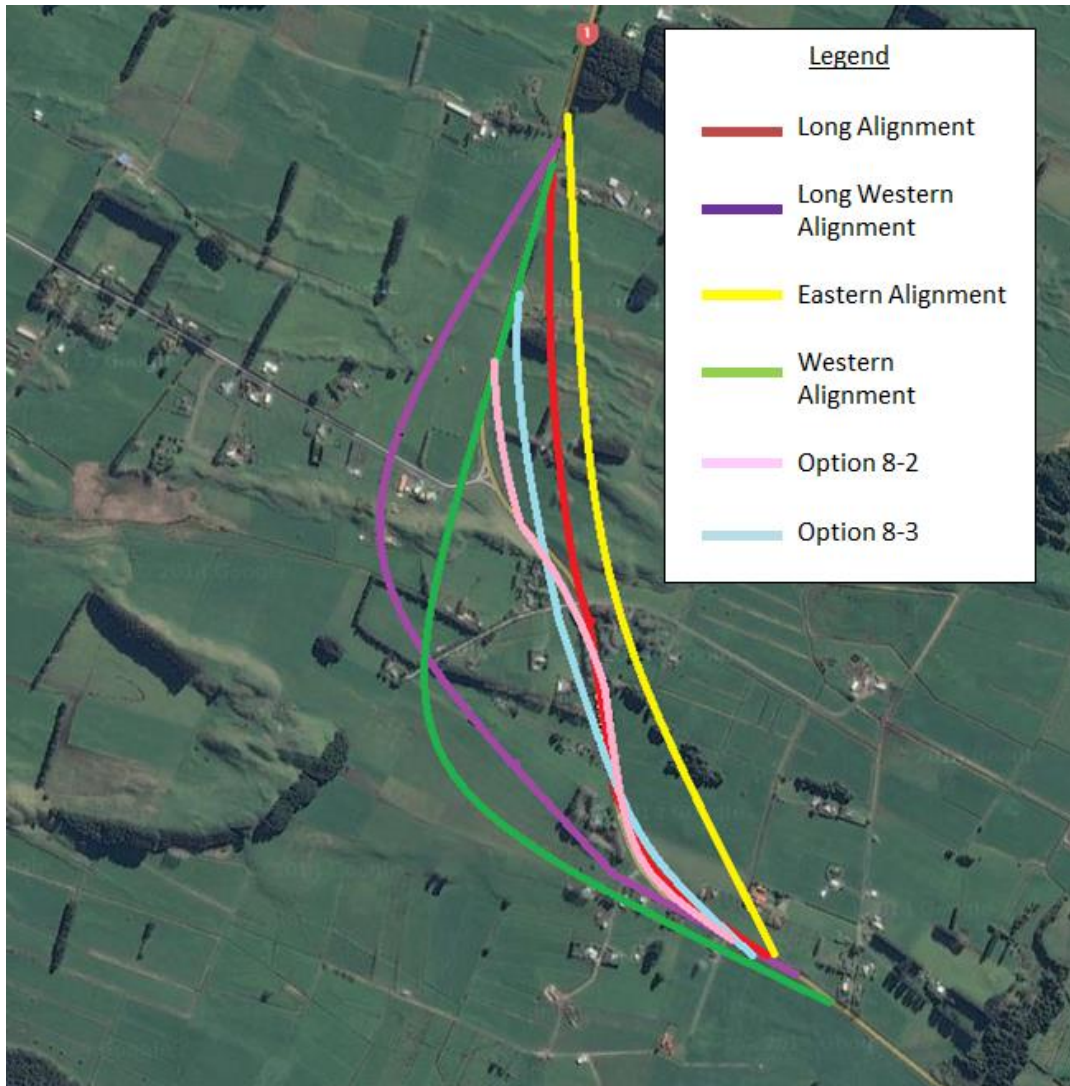 1
Legend
Long Alignment
Long Western
Alignment
Eastern Alignment
Western
Alignment
Option 8-2
Option 8-3